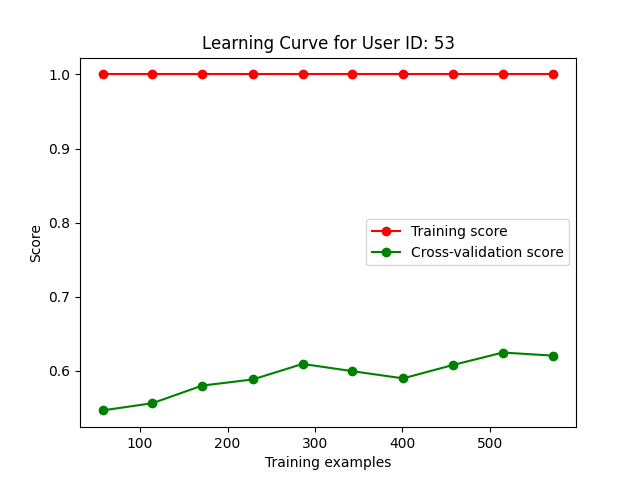 Learning Curve for User ID: 53
1.0
0.9
0.8
0.7
0.6
Score
Training score
Cross-validation score
100
200
300
400
500
Training examples